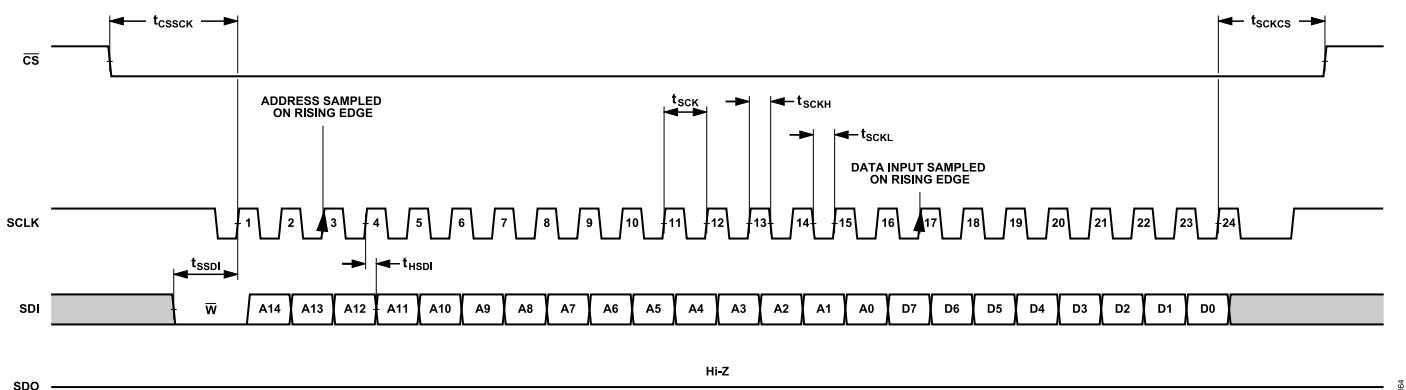 tCSSCK
tSCKCS
CS
ADDRESS SAMPLED
ON RISING EDGE
tSCK
tSCKH
tSCKL
DATA INPUT SAMPLED
ON RISING EDGE
SCLK
1 2 3 4 5 6 7 8 9 10 11 12 13 14 15 16 17 18 19 20 21 22 23 24
tSSDI
tHSDI
SDI
W A14 A13 A12 A11 A10 A9 A8 A7 A6 A5 A4 A3 A2 A1 A0 D7 D6 D5 D4 D3 D2 D1 D0
Hi-Z
SDO